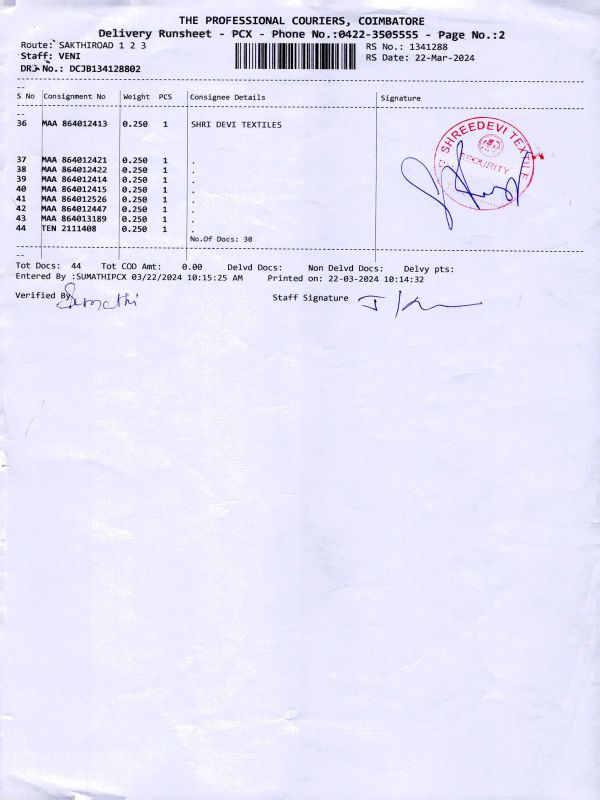 THE PROFESSIONAL COURIERS, COIMBATORE
Delivery Runsheet - PCX - Phone No.:0422-3505555 - Page No.:2
Route: SAKTHIROAD 1 2 3
RS No.: 1341288
Staff: VENI
RS Date: 22-Mar-2024
DRS No.: DCJB134128802
S No Consignment No Weight PCS Consignee Details Signature
36 MAA 864012413 0.250 1 SHRI DEVI TEXTILES
SHREEDEVI TEXTILE
SECURITY
37 MAA 864012421 0.250 1 .
38 MAA 864012422 0.250 1 .
39 MAA 864012414 0.250 1 .
40 MAA 864012415 0.250 1 .
41 MAA 864012526 0.250 1 .
42 MAA 864012447 0.250 1 .
43 MAA 864013189 0.250 1 .
44 TEN 2111408 0.250 1 .
No.Of Docs: 30
Tot Docs: 44 Tot COD Amt: 0.00 Delvd Docs: Non Delvd Docs: Delvy pts:
Entered By :SUMATHIPCX 03/22/2024 10:15:25 AM Printed on: 22-03-2024 10:14:32
Verified By Sumathi Staff Signature